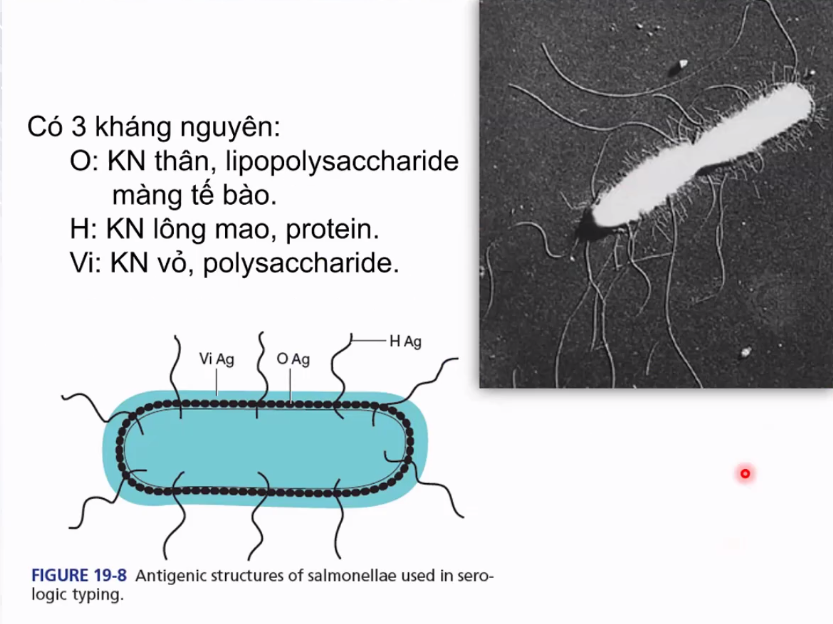 Có 3 kháng nguyên:
O: KN thân, lipopolysaccharide
màng tế bào.
H: KN lông mao, protein.
Vi: KN vỏ, polysaccharide.
Vi Ag
O Ag
H Ag
FIGURE 19-8 Antigenic structures of salmonellae used in sero-
logic typing.